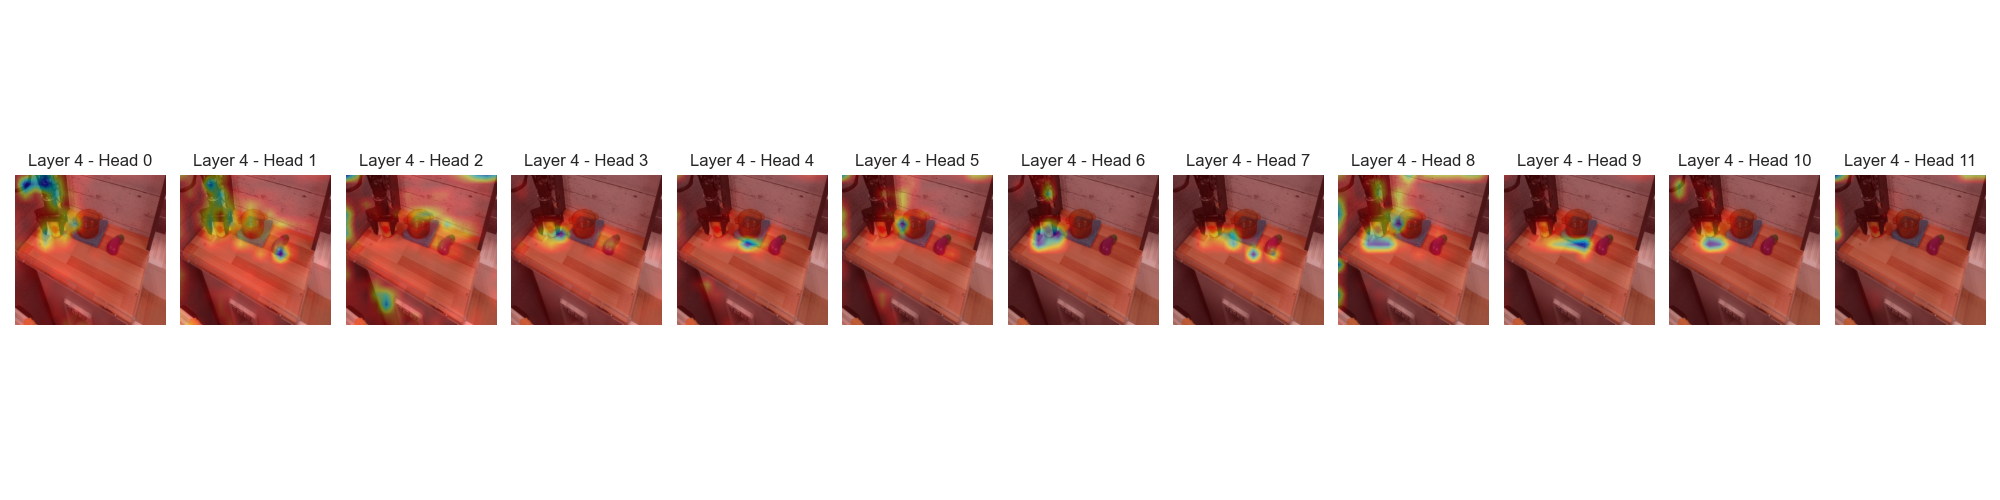 Layer 4 - Head 0
Layer 4 - Head 1
Layer 4 - Head 2
Layer 4 - Head 3
Layer 4 - Head 4
Layer 4 - Head 5
Layer 4 - Head 6
Layer 4 - Head 7
Layer 4 - Head 8
Layer 4 - Head 9
Layer 4 - Head 10
Layer 4 - Head 11